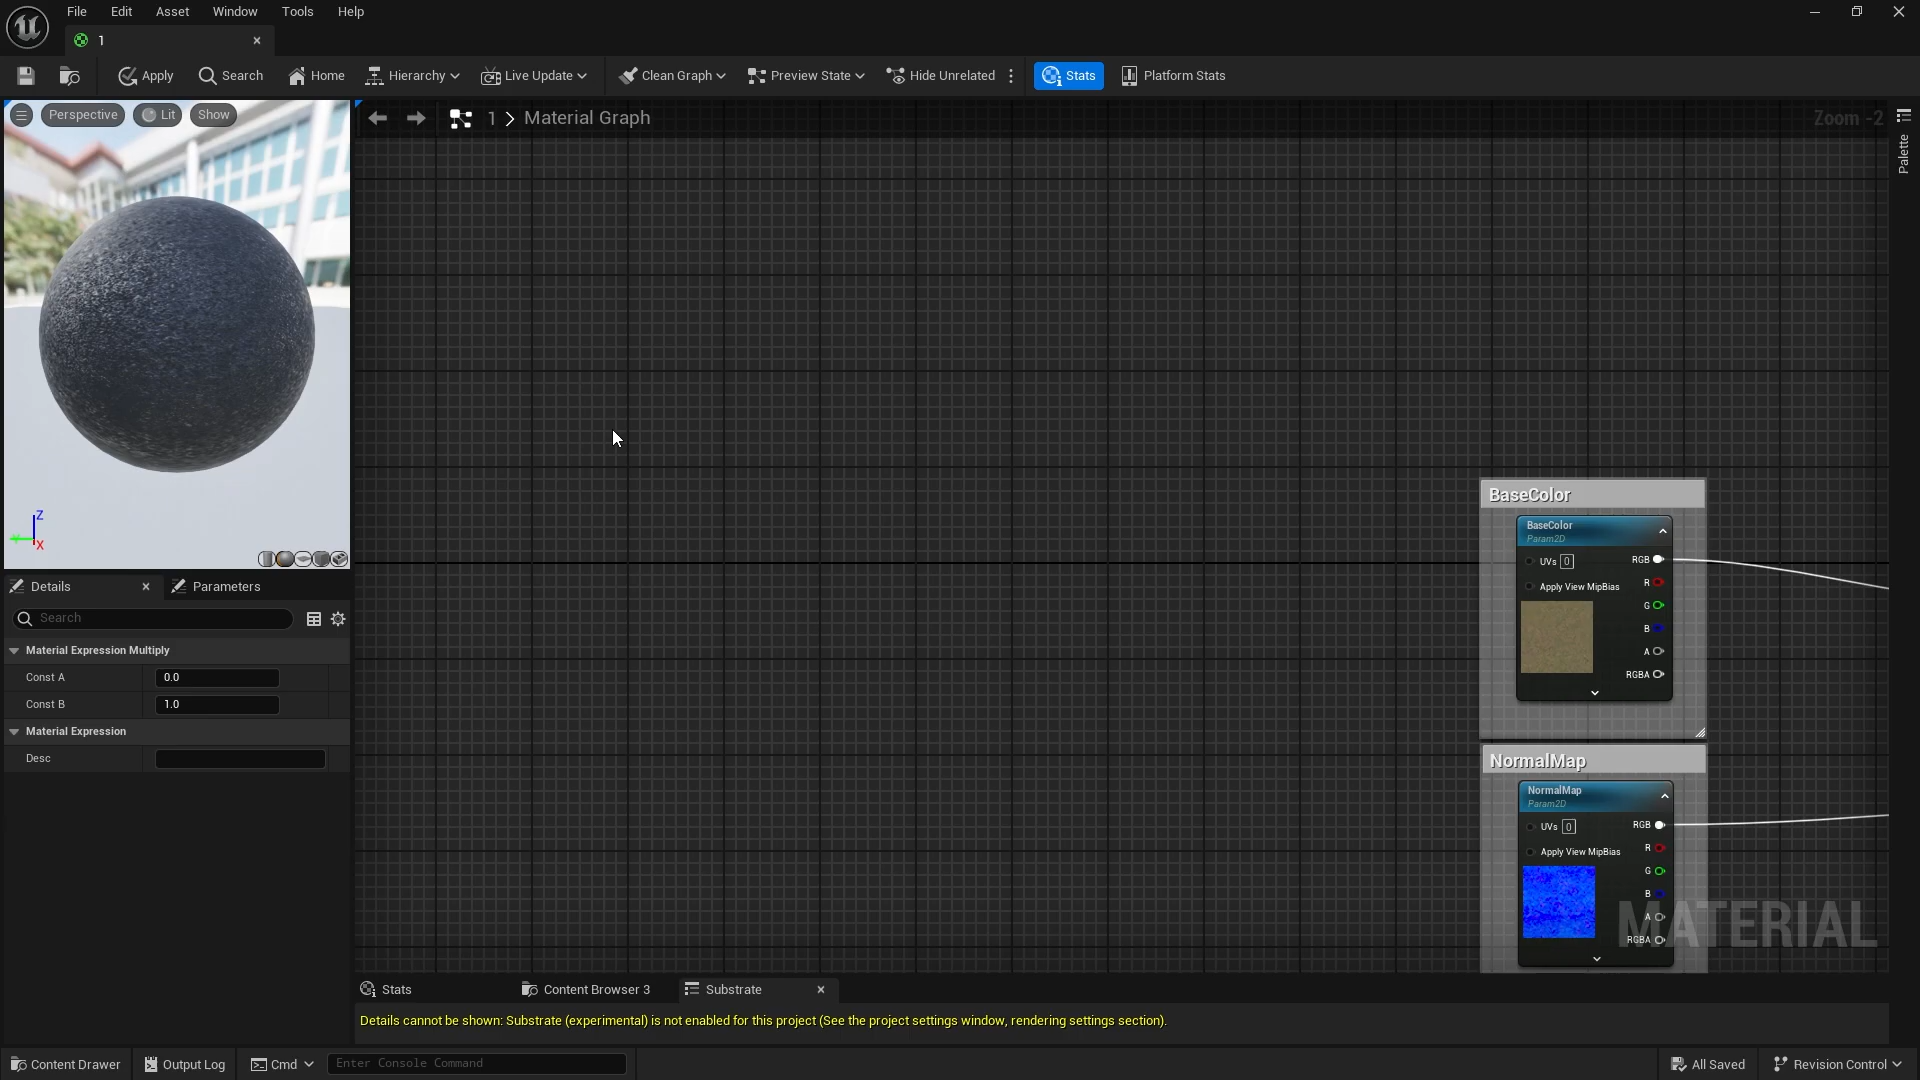 File Edit Asset Window Tools Help
1
Apply Search Home Hierarchy Live Update Clean Graph Preview State Hide Unrelated Stats Platform Stats
Perspective Lit Show
1 > Material Graph
Zoom -2
Palette
Z
Y
X
BaseColor
BaseColor
Param2D
UVs 0
Apply View MipBias
RGB
R
G
B
A
RGBA
NormalMap
NormalMap
Param2D
UVs 0
Apply View MipBias
RGB
R
G
B
A
RGBA
MATERIAL
Details Parameters
Search
Material Expression Multiply
Const A 0.0
Const B 1.0
Material Expression
Desc
Stats Content Browser 3 Substrate
Details cannot be shown: Substrate (experimental) is not enabled for this project (See the project settings window, rendering settings section).
Content Drawer Output Log Cmd Enter Console Command All Saved Revision Control